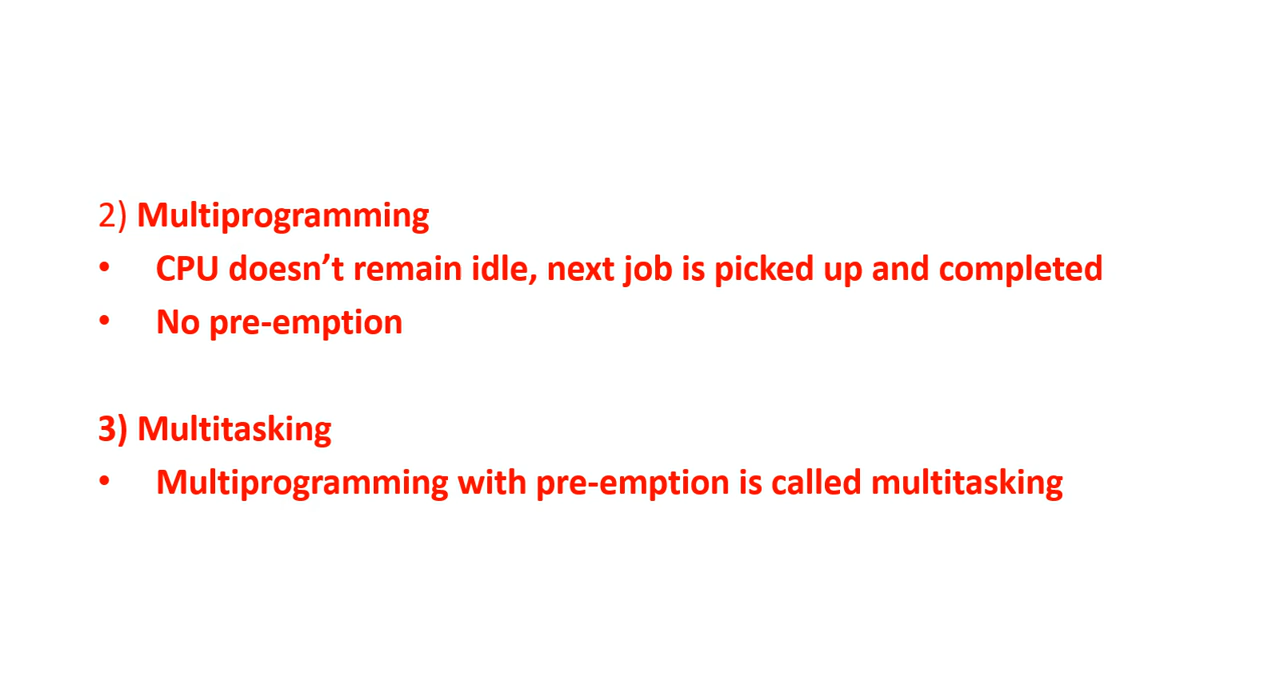 2) Multiprogramming
• CPU doesn’t remain idle, next job is picked up and completed
• No pre-emption
3) Multitasking
• Multiprogramming with pre-emption is called multitasking